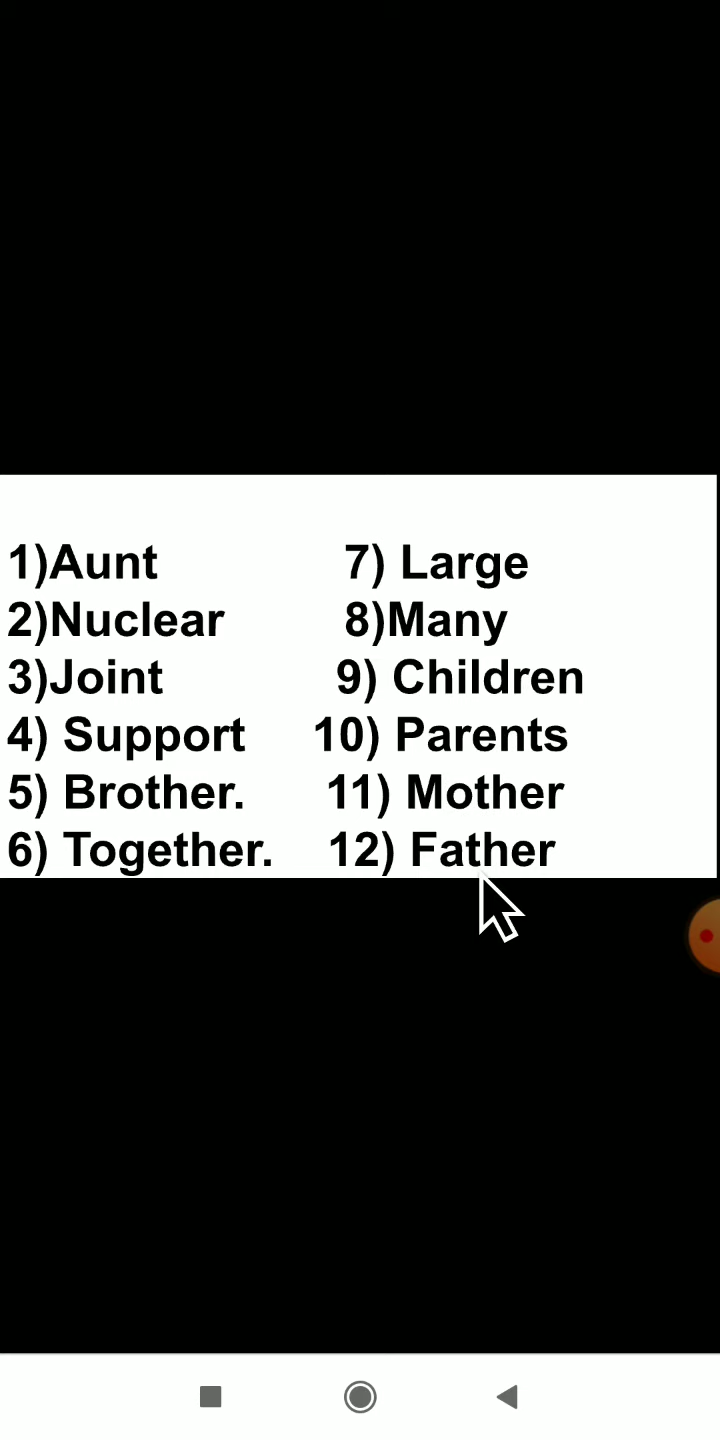 1)Aunt 7) Large
2)Nuclear 8)Many
3)Joint 9) Children
4) Support 10) Parents
5) Brother. 11) Mother
6) Together. 12) Father